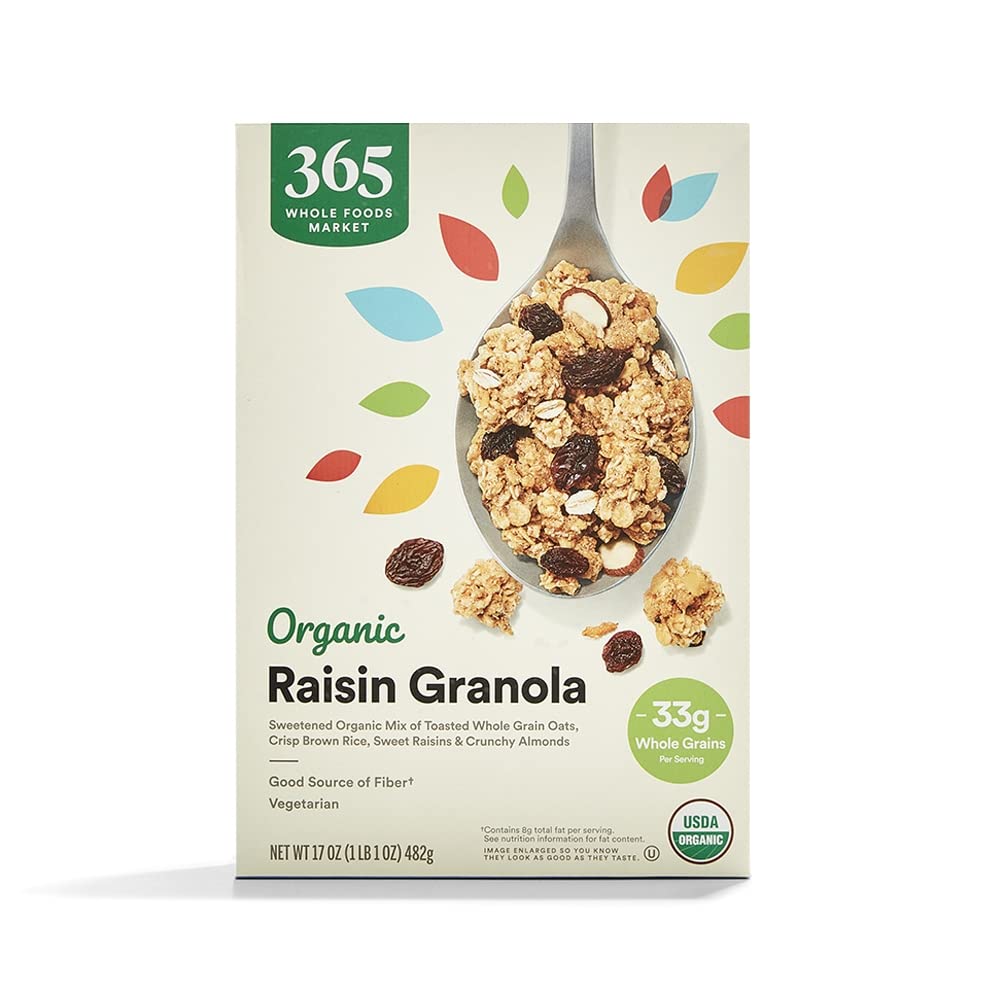 365
WHOLE FOODS
MARKET
Organic
Raisin Granola
Sweetened Organic Mix of Toasted Whole Grain Oats,
Crisp Brown Rice, Sweet Raisins & Crunchy Almonds
Good Source of Fiber†
Vegetarian
-33g-
Whole Grains
Per Serving
†Contains 8g total fat per serving.
See nutrition information for fat content.
IMAGE ENLARGED SO YOU KNOW
THEY LOOK AS GOOD AS THEY TASTE.
U
USDA
ORGANIC
NET WT 17 OZ (1 LB 1 OZ) 482g